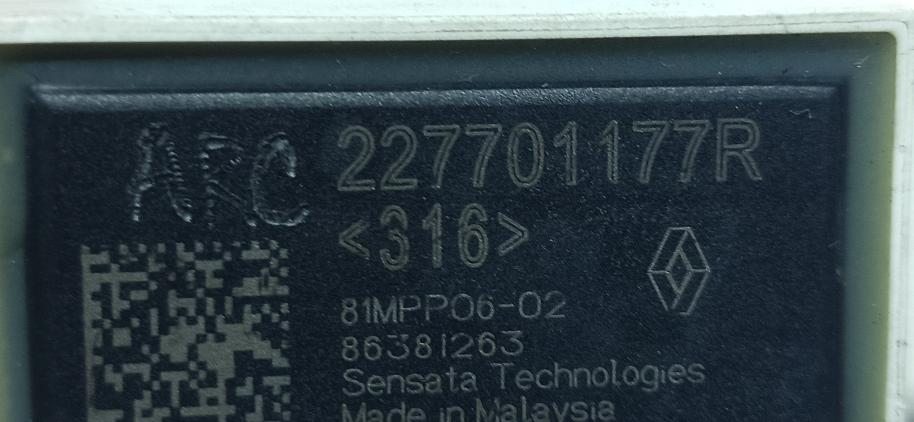 ARC 227701177R
<316>
81MPP06-02
86381263
Sensata Technologies
Made in Malaysia